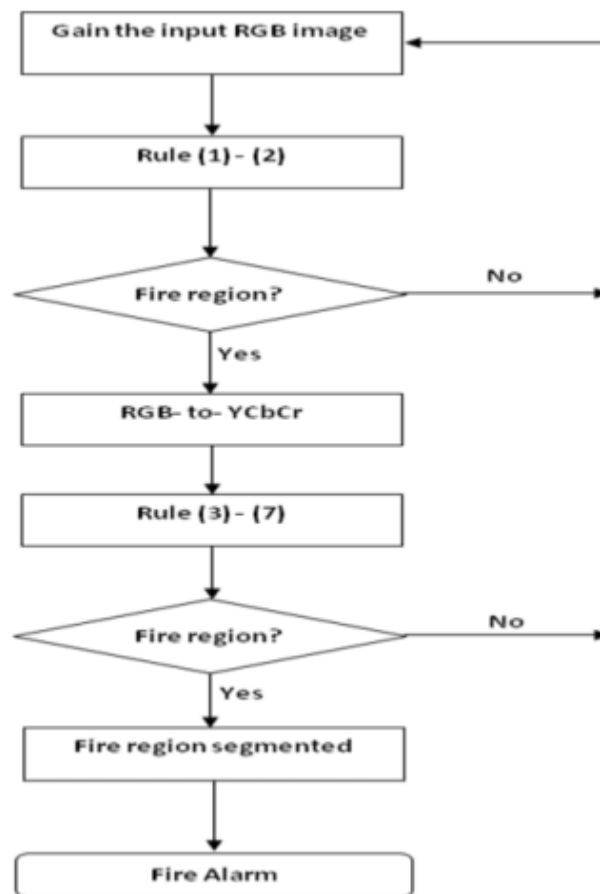 Gain the input RGB image
Rule (1) - (2)
Fire region?
No
Yes
RGB- to- YCbCr
Rule (3) - (7)
Fire region?
No
Yes
Fire region segmented
Fire Alarm